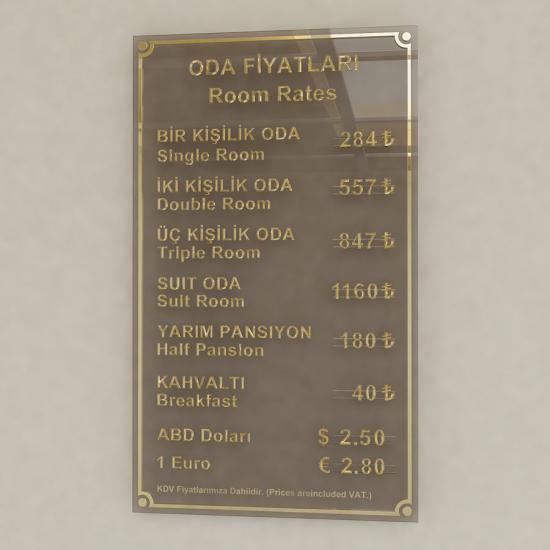 ODA FİYATLARI
Room Rates
BİR KİŞİLİK ODA 284 ₺
Single Room
İKİ KİŞİLİK ODA 557 ₺
Double Room
ÜÇ KİŞİLİK ODA 847 ₺
Triple Room
SUIT ODA 1160 ₺
Suit Room
YARIM PANSIYON 180 ₺
Half Pansion
KAHVALTI 40 ₺
Breakfast
ABD Doları $ 2.50
1 Euro € 2.80
KDV Fiyatlarımıza Dahildir. (Prices areincluded VAT.)